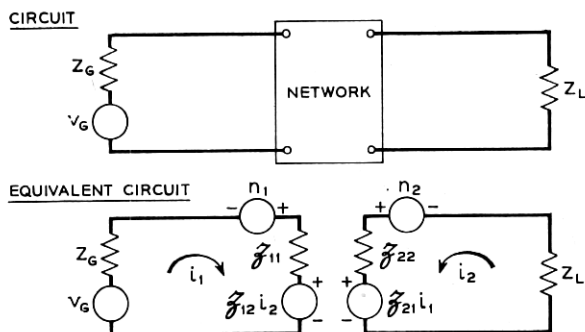 CIRCUIT
Z_G
V_G
NETWORK
Z_L
EQUIVALENT CIRCUIT
n_1
n_2
- +
+ -
Z_G
i_1
z_11
z_22
i_2
Z_L
V_G
+
+
z_12 i_2
z_21 i_1
-
-